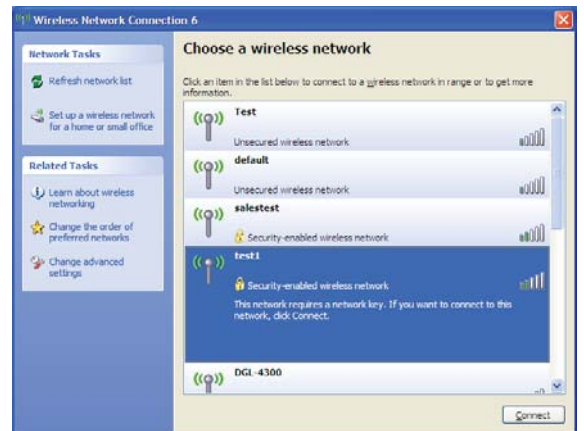 Wireless Network Connection 6
Network Tasks
Refresh network list
Set up a wireless network
for a home or small office
Related Tasks
Learn about wireless
networking
Change the order of
preferred networks
Change advanced
settings
Choose a wireless network
Click an item in the list below to connect to a wireless network in range or to get more
information.
Test
Unsecured wireless network
default
Unsecured wireless network
salestest
Security-enabled wireless network
test1
Security-enabled wireless network
This network requires a network key. If you want to connect to this
network, click Connect.
DGL-4300
Connect